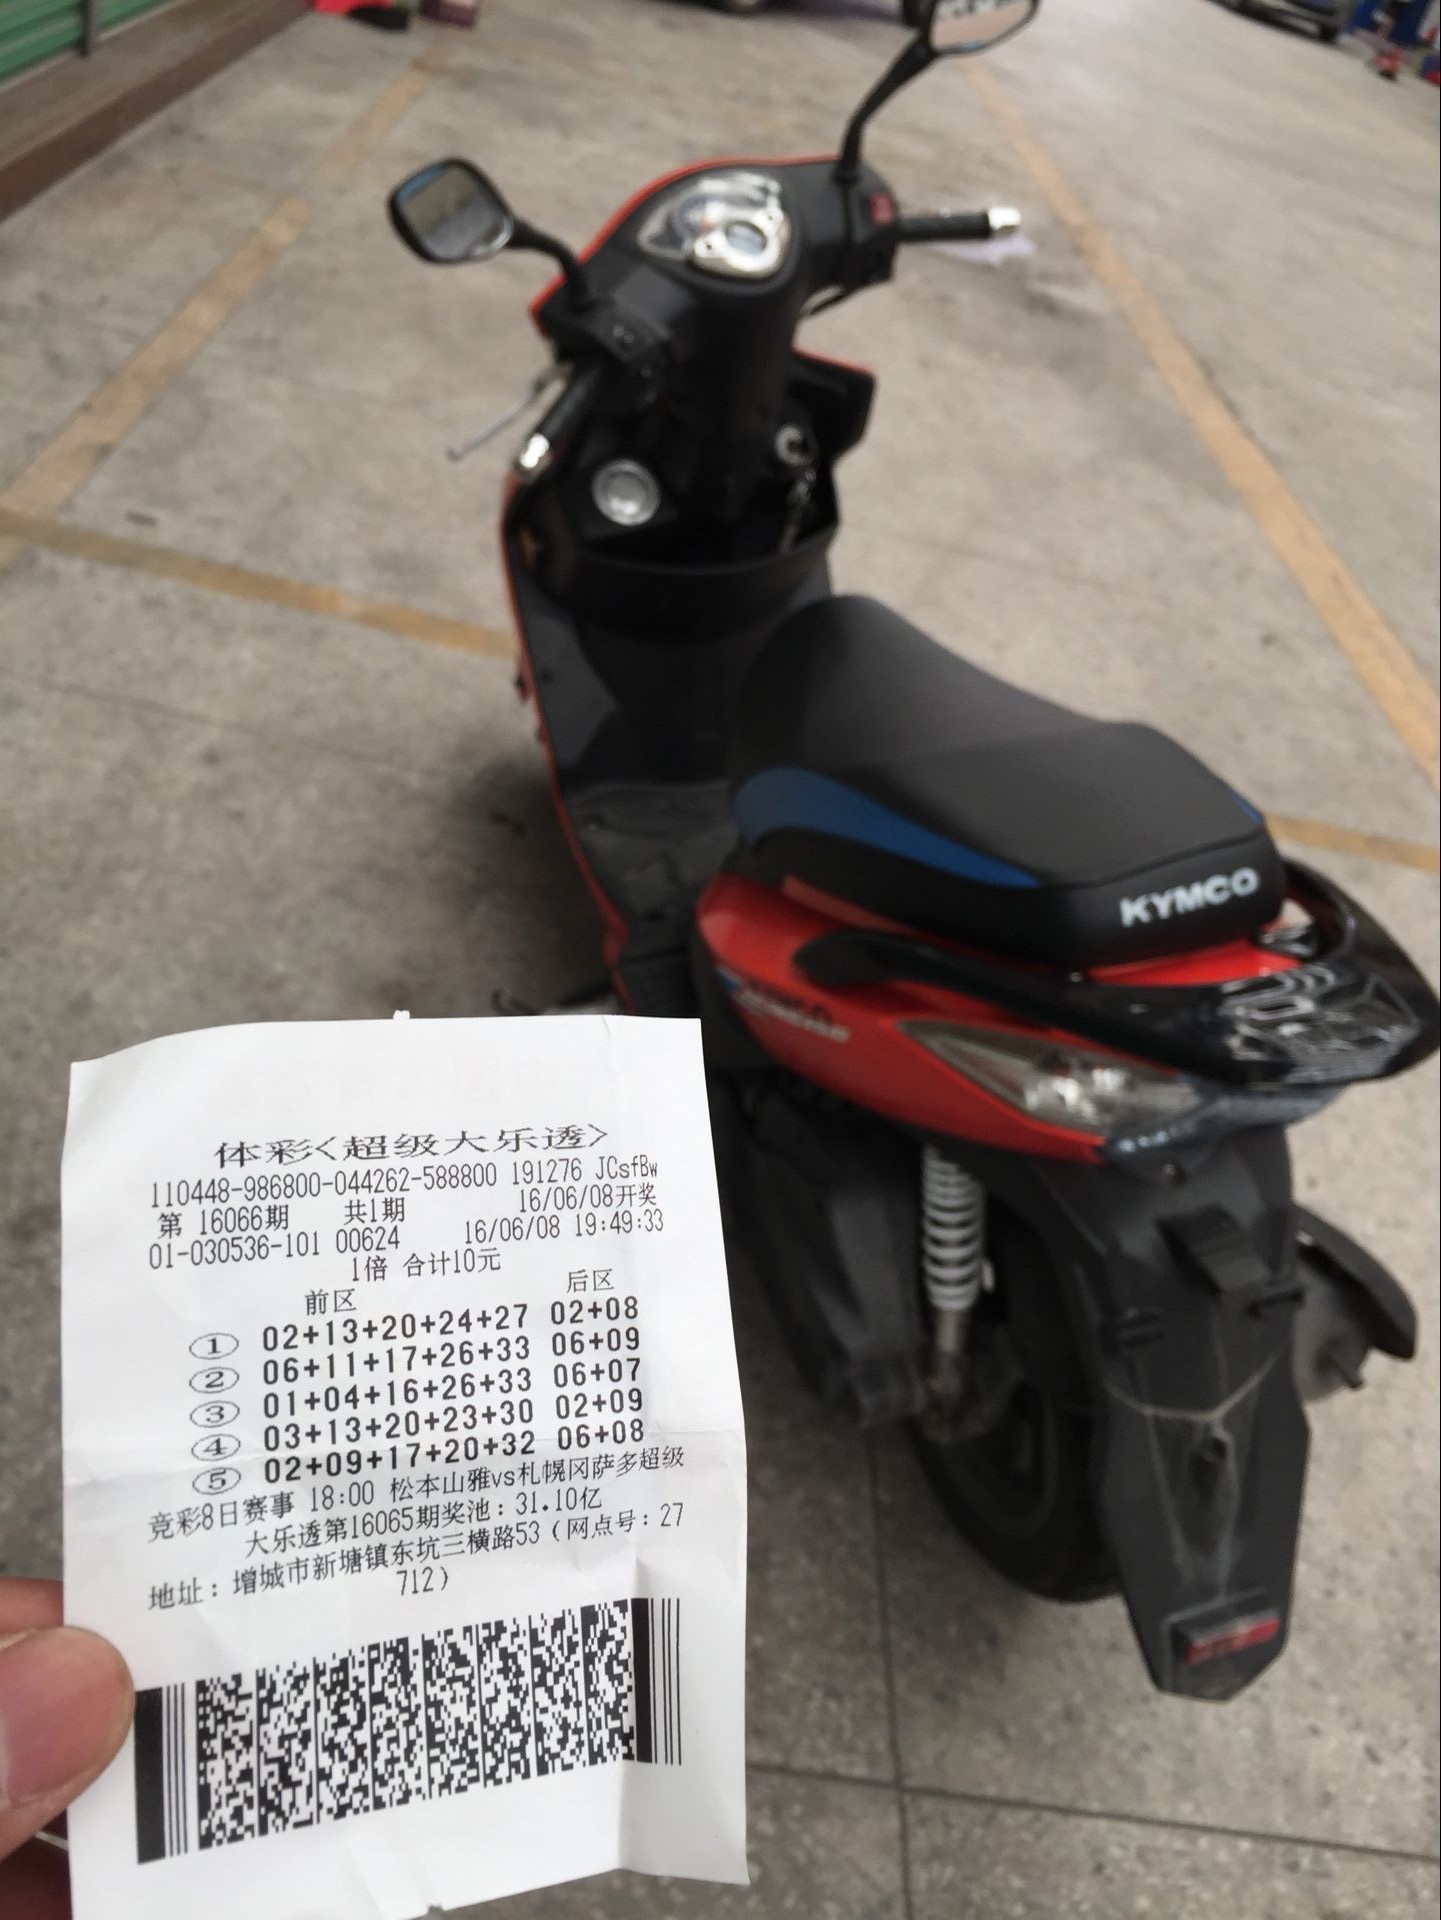 KYMCO
体彩<超级大乐透>
110448-986800-044262-588800 191276 JCsfBw
第 16066期 共1期 16/06/08开奖
01-030536-101 00624 16/06/08 19:49:33
1倍 合计10元
前区 后区
① 02+13+20+24+27 02+08
② 06+11+17+26+33 06+09
③ 01+04+16+26+33 06+07
④ 03+13+20+23+30 02+09
⑤ 02+09+17+20+32 06+08
竞彩8日赛事 18:00 松本山雅vs札幌冈萨多超级
大乐透第16065期奖池：31.10亿
地址：增城市新塘镇东坑三横路53（网点号：27
712）